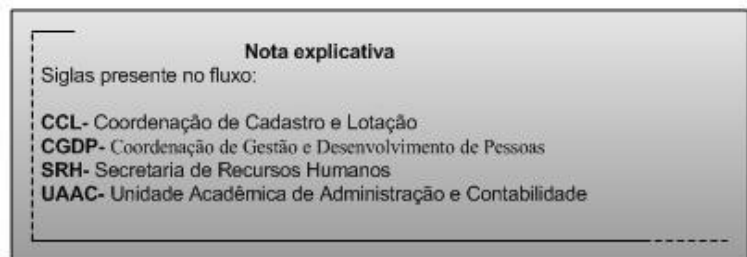 Nota explicativa
Siglas presente no fluxo:
CCL- Coordenação de Cadastro e Lotação
CGDP- Coordenação de Gestão e Desenvolvimento de Pessoas
SRH- Secretaria de Recursos Humanos
UAAC- Unidade Acadêmica de Administração e Contabilidade